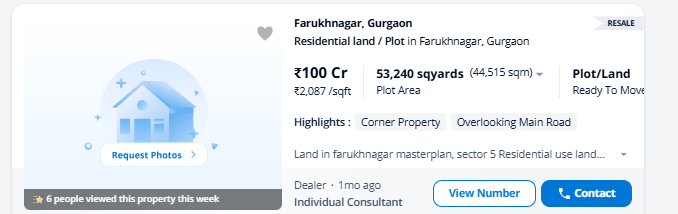 Farukhnagar, Gurgaon
RESALE
Residential land / Plot in Farukhnagar, Gurgaon
₹100 Cr
53,240 sqyards (44,515 sqm)
Plot/Land
₹2,087 /sqft
Plot Area
Ready To Move
Highlights :
Corner Property
Overlooking Main Road
Request Photos
Land in farukhnagar masterplan, sector 5 Residential use land...
6 people viewed this property this week
Dealer · 1mo ago
Individual Consultant
View Number
Contact